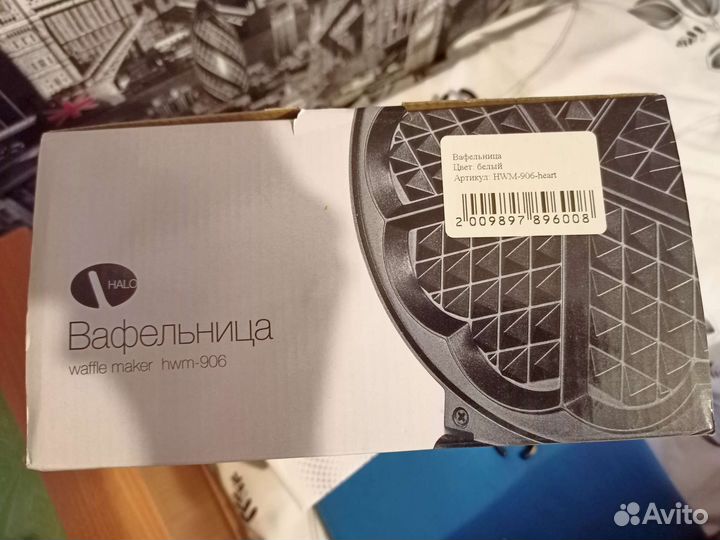 Вафельница
Цвет: белый
Артикул: HWM-906-heart
2 009897 896008
HALO
Вафельница
waffle maker hwm-906
Avito